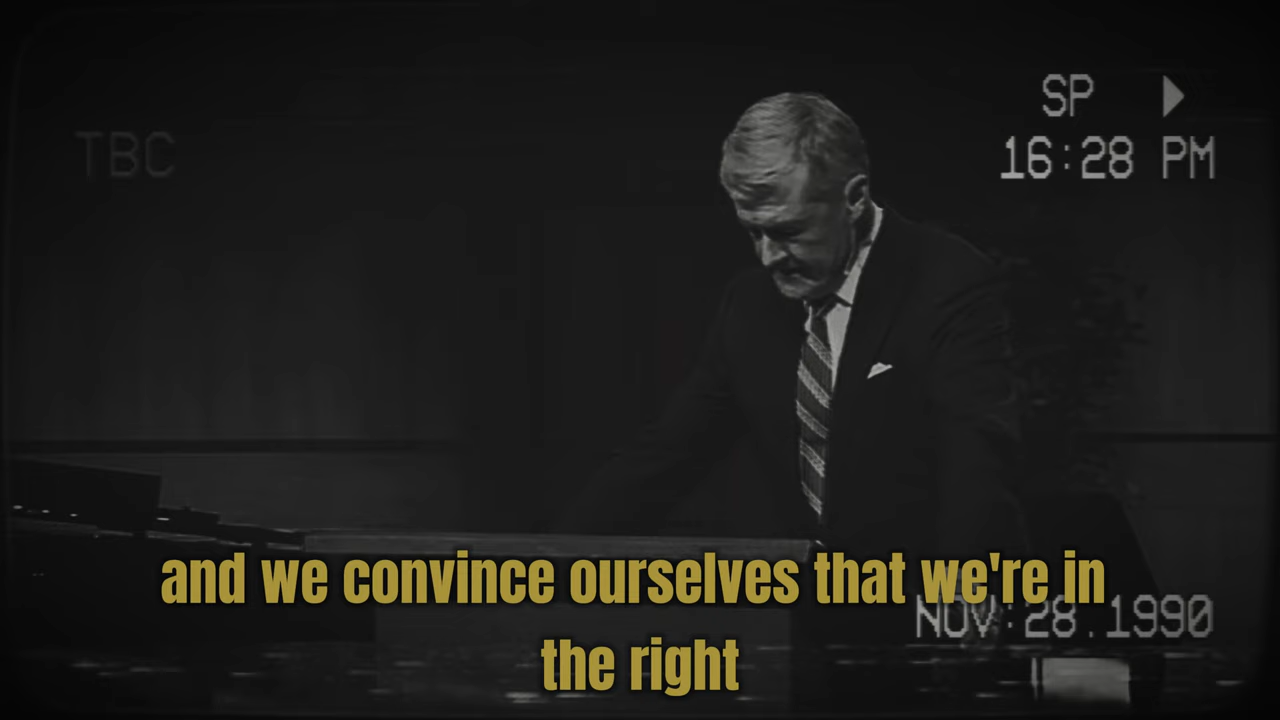 SP
TBC
16:28 PM
and we convince ourselves that we're in
NOV. 28. 1990
the right